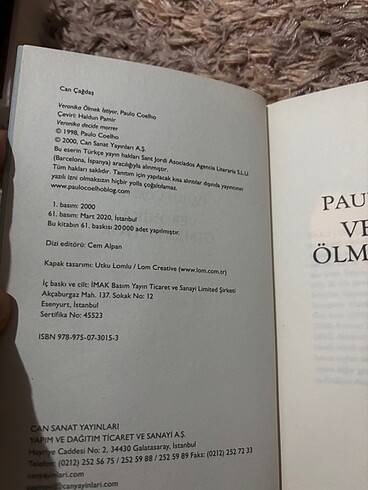 Can Çağdaş
Veronika Ölmek İstiyor, Paulo Coelho
Çeviri: Haldun Pamir
Veronika decide morrer
© 1998, Paulo Coelho
© 2000, Can Sanat Yayınları A.Ş.
Bu eserin Türkçe yayın hakları Sant Jordi Asociados Agencia Literaria S.L.U.
(Barcelona, İspanya) aracılığıyla alınmıştır.
Tüm hakları saklıdır. Tanıtım için yapılacak kısa alıntılar dışında yayıncının
yazılı izni olmaksızın hiçbir yolla çoğaltılamaz.
www.paulocoelhoblog.com
1. basım: 2000
61. basım: Mart 2020, İstanbul
Bu kitabın 61. baskısı 20 000 adet yapılmıştır.
Dizi editörü: Cem Alpan
Kapak tasarımı: Utku Lomlu / Lom Creative (www.lom.com.tr)
İç baskı ve cilt: İMAK Basım Yayın Ticaret ve Sanayi Limited Şirketi
Akçaburgaz Mah. 137. Sokak No: 12
Esenyurt, İstanbul
Sertifika No: 45523
ISBN 978-975-07-3015-3
CAN SANAT YAYINLARI
YAPIM VE DAĞITIM TİCARET VE SANAYİ A.Ş.
Hayriye Caddesi No: 2, 34430 Galatasaray, İstanbul
Telefon: (0212) 252 56 75 / 252 59 88 / 252 59 89 Faks: (0212) 252 72 33
canyayinlari.com
yayinevi@canyayinlari.com
PAU
VE
ÖLM